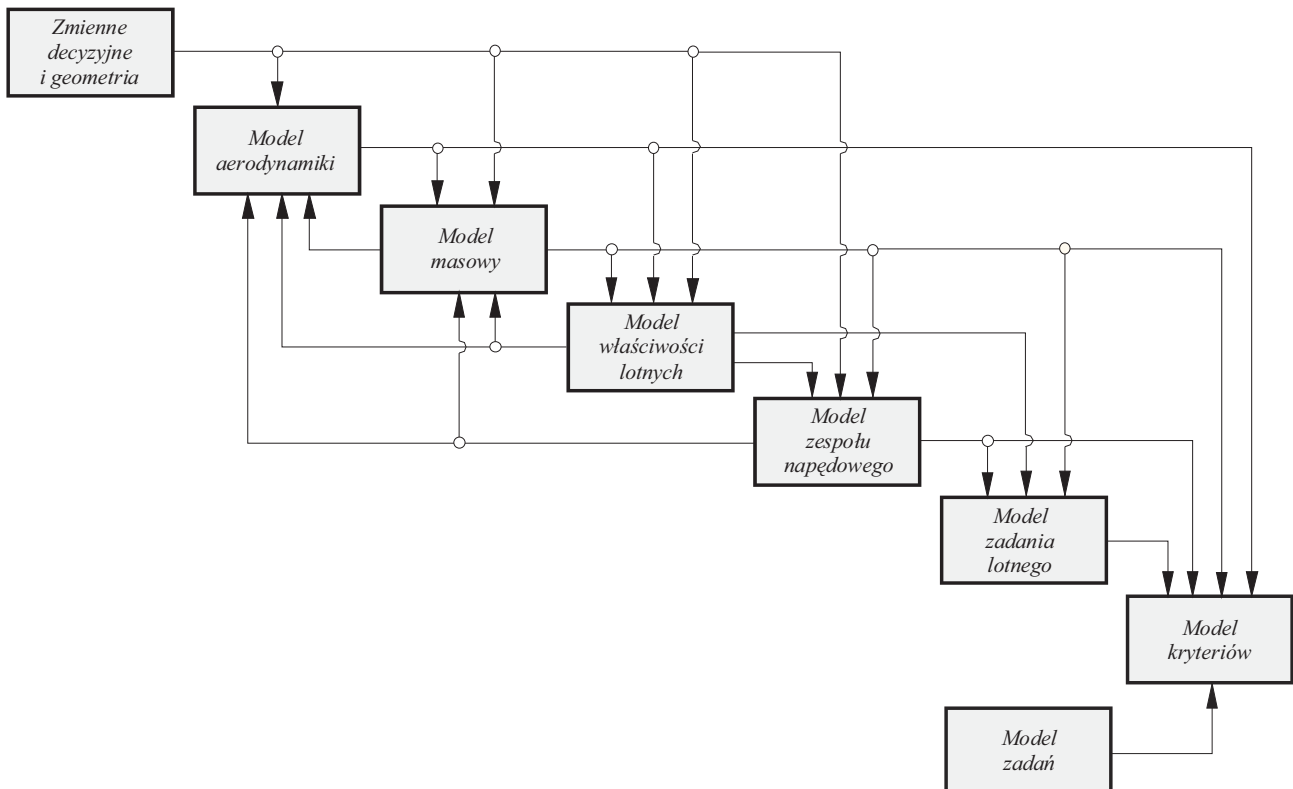 Zmienne
decyzyjne
i geometria
Model
aerodynamiki
Model
masowy
Model
właściwości
lotnych
Model
zespołu
napędowego
Model
zadania
lotnego
Model
kryteriów
Model
zadań